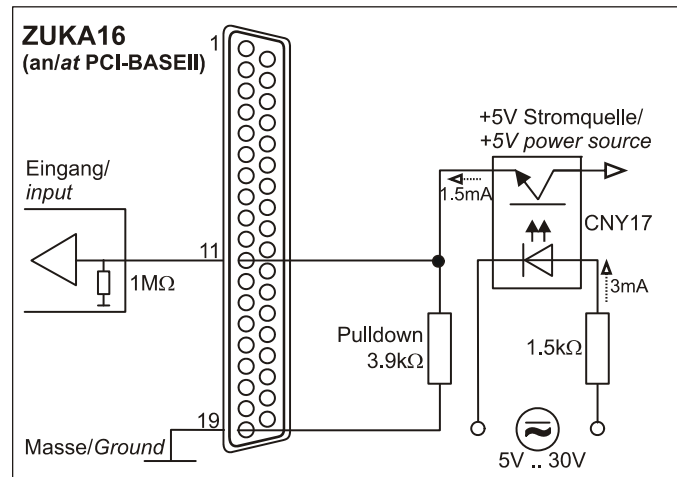 ZUKA16
(an/at PCI-BASEII)
1
+5V Stromquelle/
+5V power source
Eingang/
input
1.5mA
CNY17
11
1MΩ
3mA
Pulldown
3.9kΩ
1.5kΩ
19
Masse/Ground
5V .. 30V